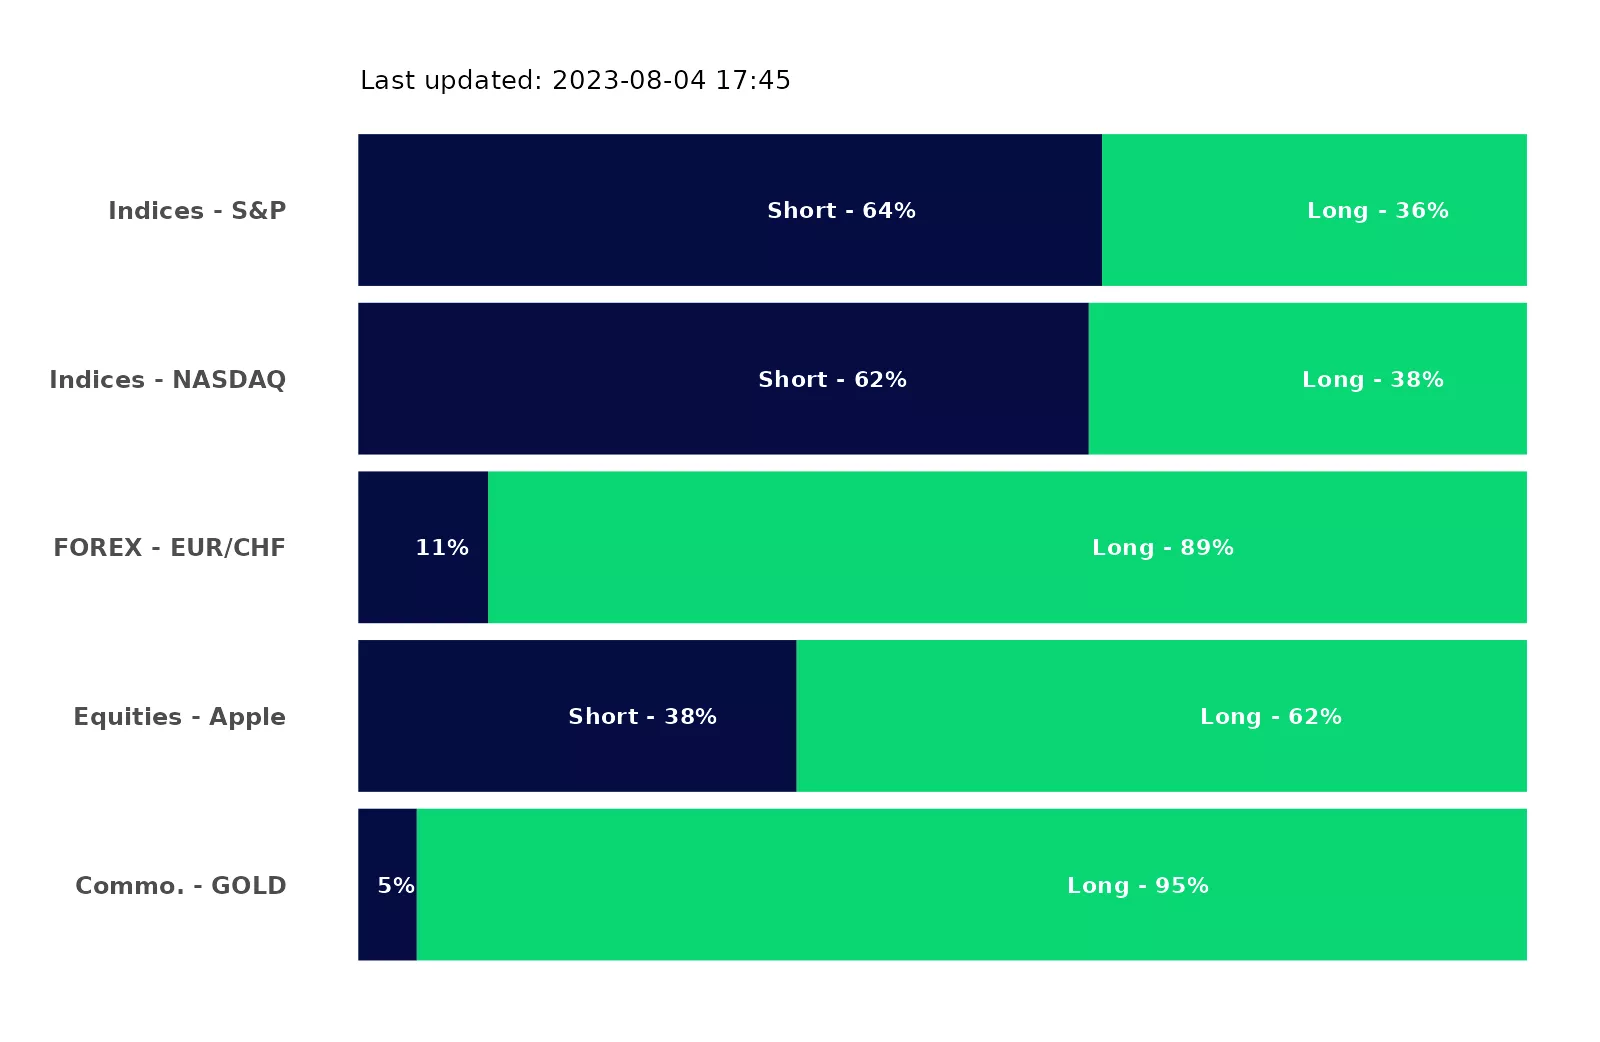 Last updated: 2023-08-04 17:45
Indices - S&P Short - 64% Long - 36%
Indices - NASDAQ Short - 62% Long - 38%
FOREX - EUR/CHF 11% Long - 89%
Equities - Apple Short - 38% Long - 62%
Commo. - GOLD 5% Long - 95%